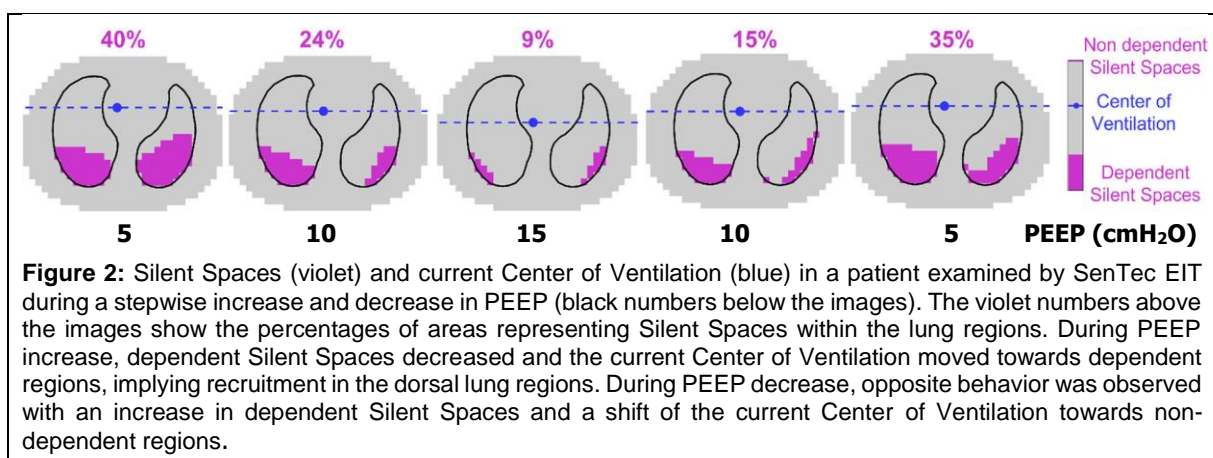 40% 24% 9% 15% 35% Non dependent
Silent Spaces
Center of
Ventilation
Dependent
Silent Spaces
5 10 15 10 5 PEEP (cmH₂O)
Figure 2: Silent Spaces (violet) and current Center of Ventilation (blue) in a patient examined by SenTec EIT
during a stepwise increase and decrease in PEEP (black numbers below the images). The violet numbers above
the images show the percentages of areas representing Silent Spaces within the lung regions. During PEEP
increase, dependent Silent Spaces decreased and the current Center of Ventilation moved towards dependent
regions, implying recruitment in the dorsal lung regions. During PEEP decrease, opposite behavior was observed
with an increase in dependent Silent Spaces and a shift of the current Center of Ventilation towards non-
dependent regions.